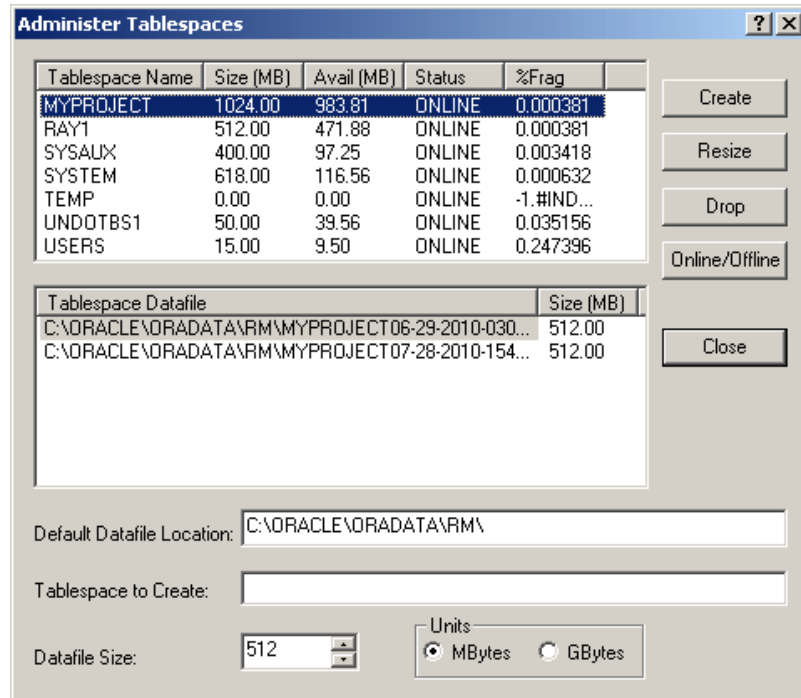 Administer Tablespaces
Tablespace Name Size (MB) Avail (MB) Status %Frag
MYPROJECT 1024.00 983.81 ONLINE 0.000381
RAY1 512.00 471.88 ONLINE 0.000381
SYSAUX 400.00 97.25 ONLINE 0.003418
SYSTEM 618.00 116.56 ONLINE 0.000632
TEMP 0.00 0.00 ONLINE -1.#IND...
UNDOTBS1 50.00 39.56 ONLINE 0.035156
USERS 15.00 9.50 ONLINE 0.247396
Create
Resize
Drop
Online/Offline
Tablespace Datafile Size (MB)
C:\ORACLE\ORADATA\RM\MYPROJECT06-29-2010-030... 512.00
C:\ORACLE\ORADATA\RM\MYPROJECT07-28-2010-154... 512.00
Close
Default Datafile Location: C:\ORACLE\ORADATA\RM\
Tablespace to Create:
Units
Datafile Size: 512 MBytes GBytes